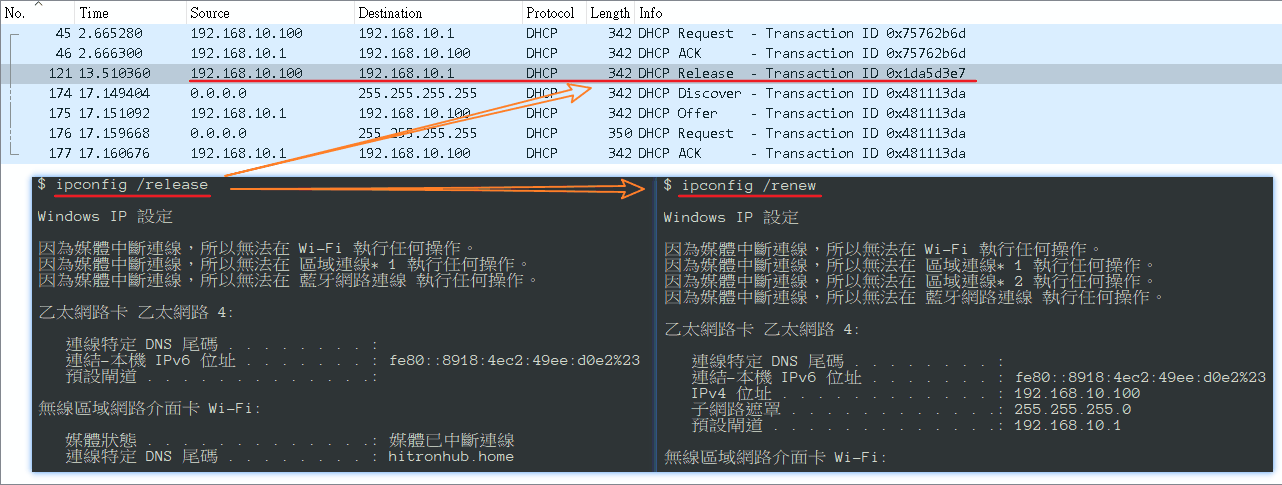 No. Time Source Destination Protocol Length Info
45 2.665280 192.168.10.100 192.168.10.1 DHCP 342 DHCP Request - Transaction ID 0x75762b6d
46 2.666300 192.168.10.1 192.168.10.100 DHCP 342 DHCP ACK - Transaction ID 0x75762b6d
121 13.510360 192.168.10.100 192.168.10.1 DHCP 342 DHCP Release - Transaction ID 0x1da5d3e7
174 17.149404 0.0.0.0 255.255.255.255 DHCP 342 DHCP Discover - Transaction ID 0x481113da
175 17.151092 192.168.10.1 192.168.10.100 DHCP 342 DHCP Offer - Transaction ID 0x481113da
176 17.159668 0.0.0.0 255.255.255.255 DHCP 350 DHCP Request - Transaction ID 0x481113da
177 17.160676 192.168.10.1 192.168.10.100 DHCP 342 DHCP ACK - Transaction ID 0x481113da
$ ipconfig /release
Windows IP 設定
因為媒體中斷連線，所以無法在 Wi-Fi 執行任何操作。
因為媒體中斷連線，所以無法在 區域連線* 1 執行任何操作。
因為媒體中斷連線，所以無法在 藍牙網路連線 執行任何操作。
乙太網路卡 乙太網路 4:
連線特定 DNS 尾碼 . . . . . . . . :
連結-本機 IPv6 位址 . . . . . . . : fe80::8918:4ec2:49ee:d0e2%23
預設閘道 . . . . . . . . . . . . .:
無線區域網路介面卡 Wi-Fi:
媒體狀態 . . . . . . . . . . . . .: 媒體已中斷連線
連線特定 DNS 尾碼 . . . . . . . . : hitronhub.home
$ ipconfig /renew
Windows IP 設定
因為媒體中斷連線，所以無法在 Wi-Fi 執行任何操作。
因為媒體中斷連線，所以無法在 區域連線* 1 執行任何操作。
因為媒體中斷連線，所以無法在 區域連線* 2 執行任何操作。
因為媒體中斷連線，所以無法在 藍牙網路連線 執行任何操作。
乙太網路卡 乙太網路 4:
連線特定 DNS 尾碼 . . . . . . . . :
連結-本機 IPv6 位址 . . . . . . . : fe80::8918:4ec2:49ee:d0e2%23
IPv4 位址 . . . . . . . . . . . . : 192.168.10.100
子網路遮罩 . . . . . . . . . . . .: 255.255.255.0
預設閘道 . . . . . . . . . . . . .: 192.168.10.1
無線區域網路介面卡 Wi-Fi: